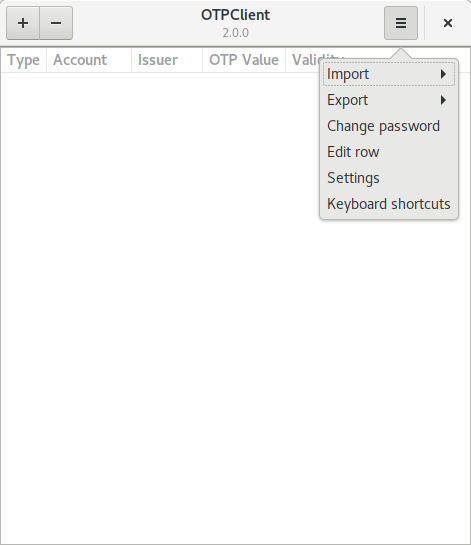 OTPClient
2.0.0
Type Account Issuer OTP Value Validity
Import
Export
Change password
Edit row
Settings
Keyboard shortcuts